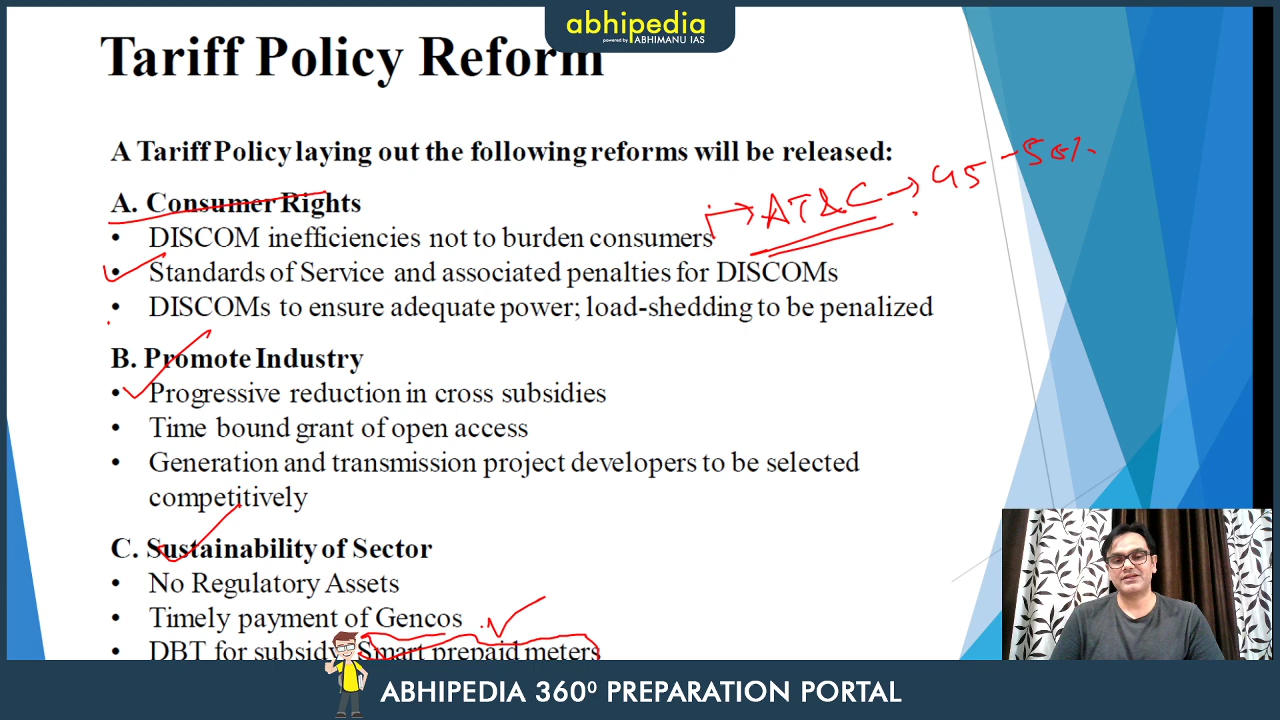 abhipedia
powered by ABHIMANU IAS
Tariff Policy Reform
A Tariff Policy laying out the following reforms will be released:
A. Consumer Rights
• DISCOM inefficiencies not to burden consumers
AT&C → 45-50%
• Standards of Service and associated penalties for DISCOMs
• DISCOMs to ensure adequate power; load-shedding to be penalized
B. Promote Industry
• Progressive reduction in cross subsidies
• Time bound grant of open access
• Generation and transmission project developers to be selected
competitively
C. Sustainability of Sector
• No Regulatory Assets
• Timely payment of Gencos
• DBT for subsidy Smart prepaid meters
ABHIPEDIA 360⁰ PREPARATION PORTAL